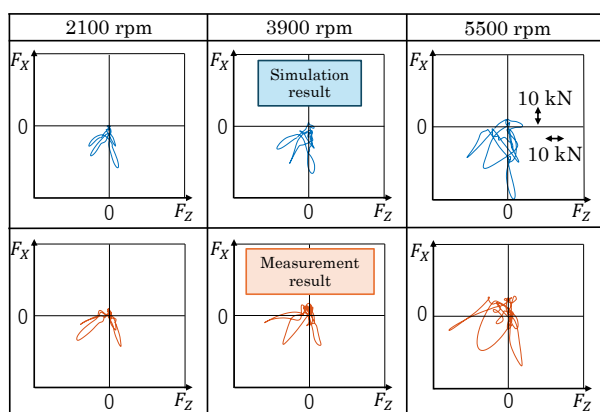 2100 rpm
3900 rpm
5500 rpm
F_X
0
0
F_Z
F_X
Simulation
result
0
0
F_Z
F_X
10 kN
10 kN
0
0
F_Z
F_X
0
0
F_Z
F_X
Measurement
result
0
0
F_Z
F_X
0
0
F_Z